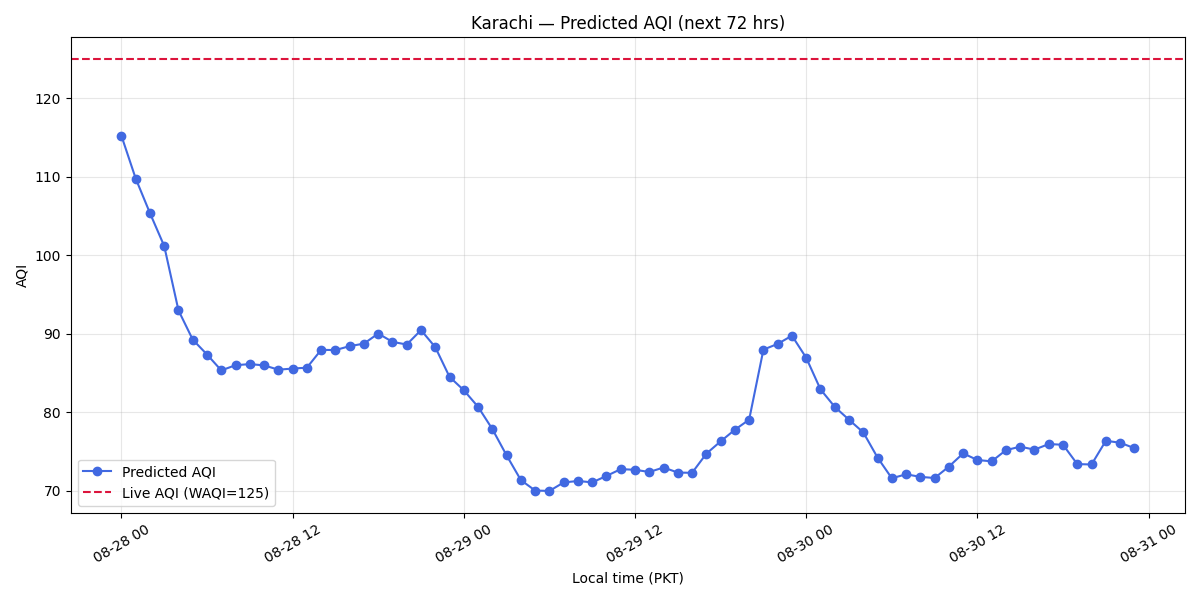 Karachi — Predicted AQI (next 72 hrs)
AQI
120
110
100
90
80
70
Predicted AQI
Live AQI (WAQI=125)
08-28 00
08-28 12
08-29 00
08-29 12
08-30 00
08-30 12
08-31 00
Local time (PKT)